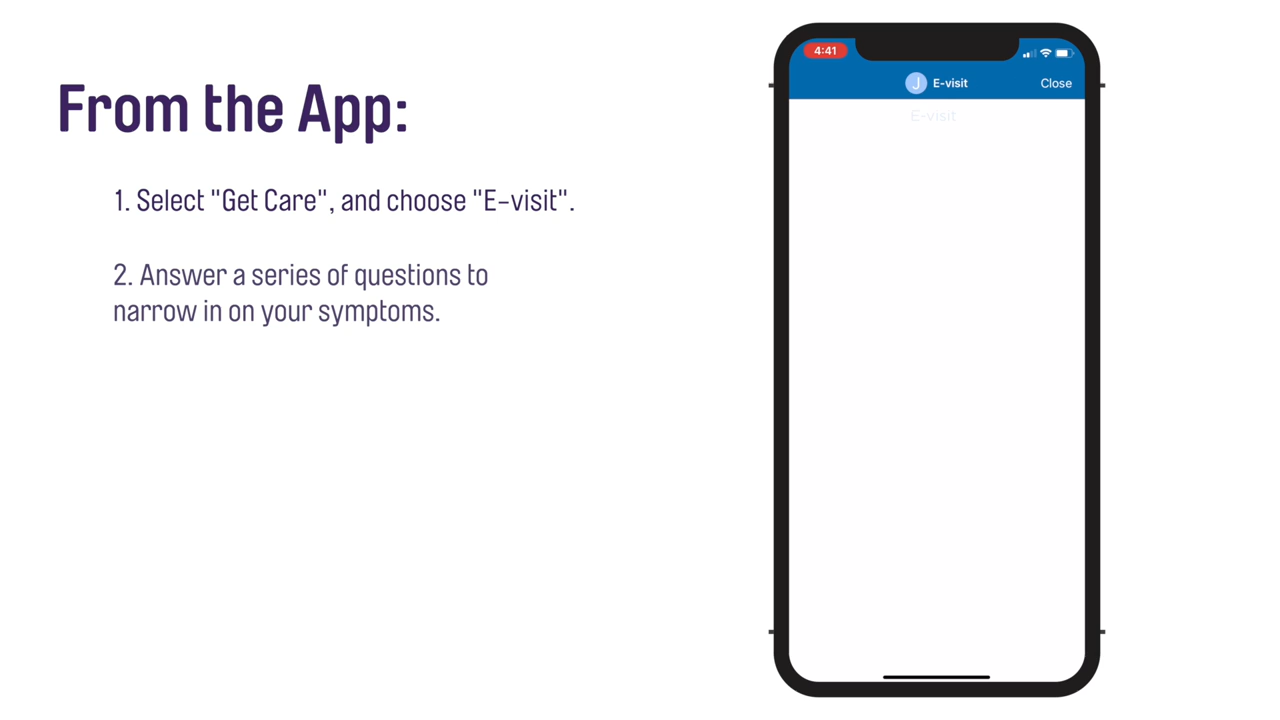 From the App:
1. Select "Get Care", and choose "E-visit".
2. Answer a series of questions to
narrow in on your symptoms.
4:41
J E-visit Close
E-visit